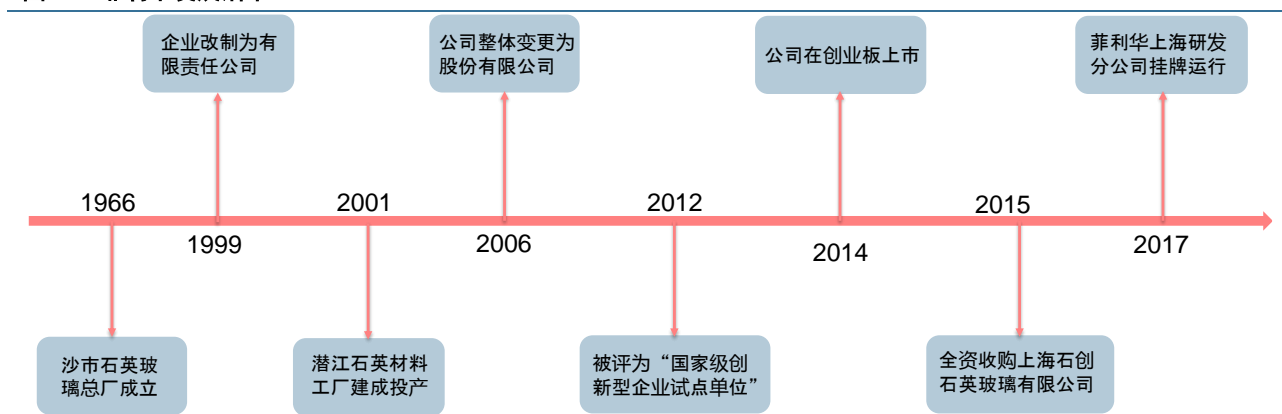 企业改制为有
限责任公司
公司整体变更为
股份有限公司
公司在创业板上市
菲利华上海研发
分公司挂牌运行
1966
2001
2012
2015
1999
2006
2014
2017
沙市石英玻
璃总厂成立
潜江石英材料
工厂建成投产
被评为“国家级创
新型企业试点单位”
全资收购上海石创
石英玻璃有限公司